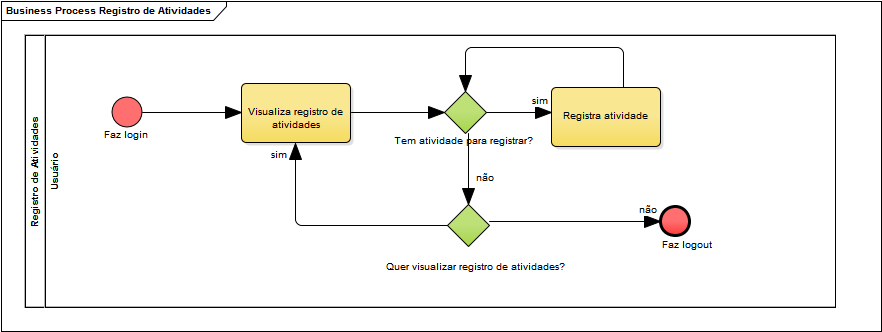 Business Process Registro de Atividades
Registro de Atividades
Usuário
Faz login
Visualiza registro de
atividades
Tem atividade para registrar?
sim
Registra atividade
sim
não
não
Faz logout
Quer visualizar registro de atividades?